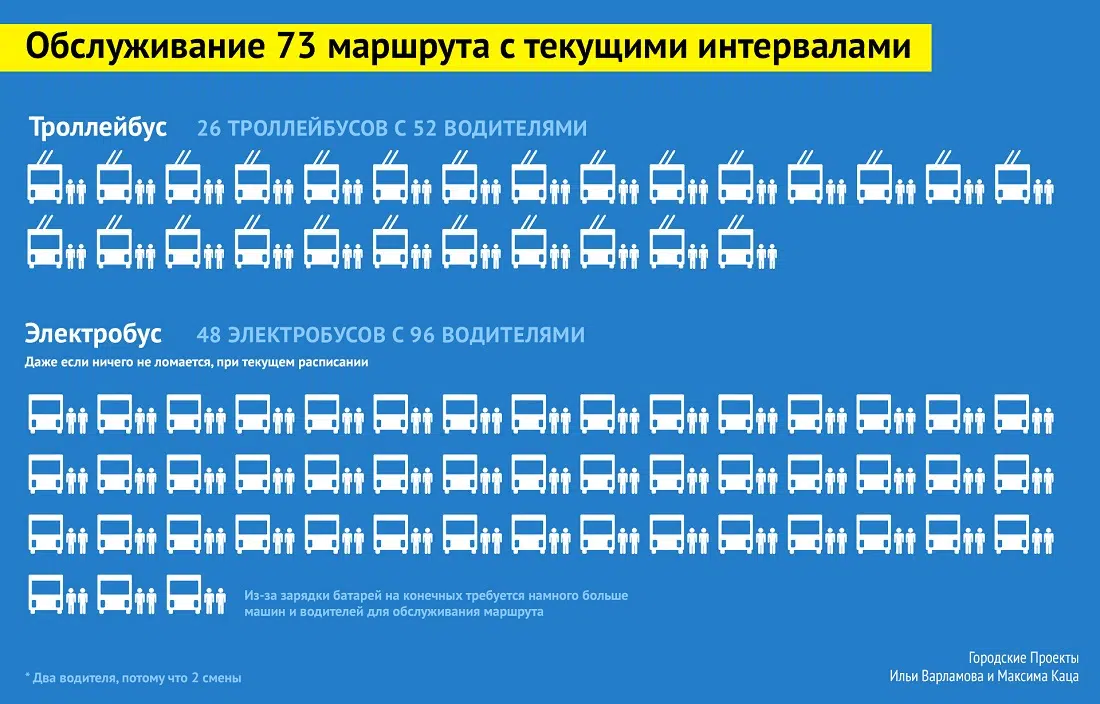 Обслуживание 73 маршрута с текущими интервалами
Троллейбус 26 ТРОЛЛЕЙБУСОВ С 52 ВОДИТЕЛЯМИ
Электробус 48 ЭЛЕКТРОБУСОВ С 96 ВОДИТЕЛЯМИ
Даже если ничего не ломается, при текущем расписании
Из-за зарядки батарей на конечных требуется намного больше
машин и водителей для обслуживания маршрута
* Два водителя, потому что 2 смены
Городские Проекты
Ильи Варламова и Максима Каца